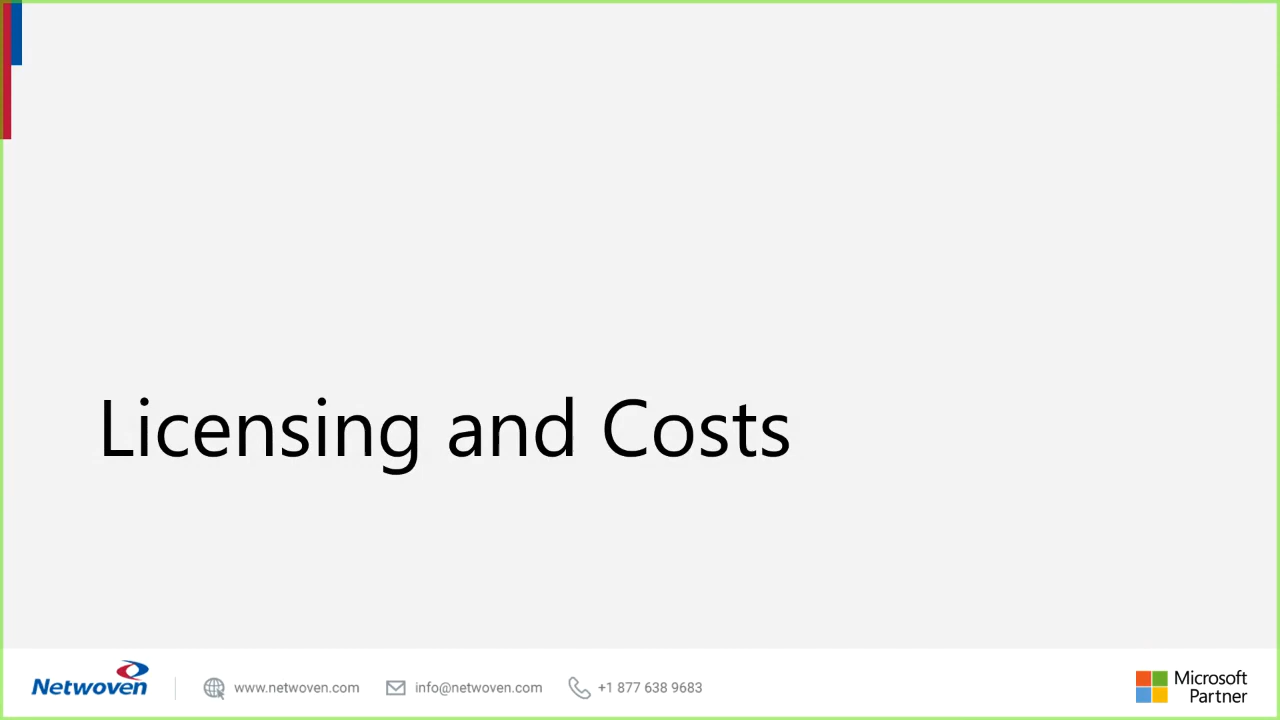 Licensing and Costs
Netwoven
www.netwoven.com
info@netwoven.com
+1 877 638 9683
Microsoft
Partner